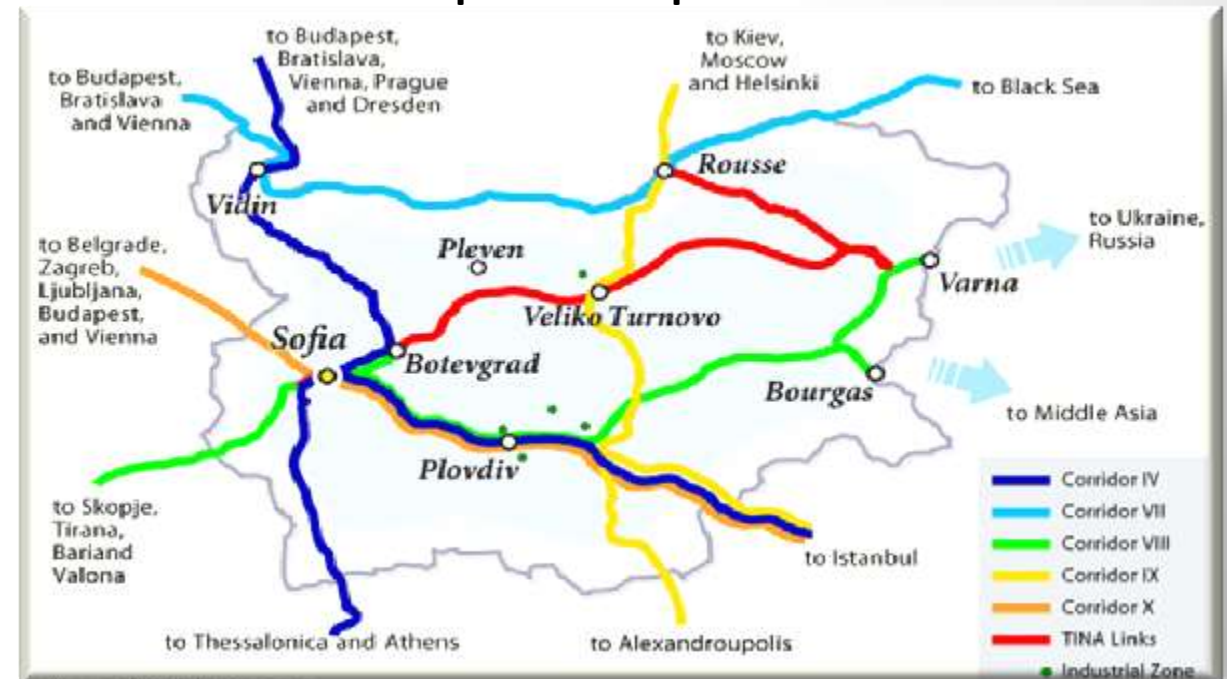 to Budapest,
Bratislava,
Vienna, Prague
and Dresden
to Kiev,
Moscow
and Helsinki
to Budapest,
Bratislava
and Vienna
to Black Sea
Rousse
Vidin
to Ukraine,
Russia
to Belgrade,
Zagreb,
Ljubljana,
Budapest,
and Vienna
Pleven
Varna
Veliko Turnovo
Sofia
Botevgrad
Bourgas
to Middle Asia
Plovdiv
to Skopje,
Tirana,
Bariand
Valona
to Istanbul
to Thessalonica and Athens
to Alexandroupolis
Corridor IV
Corridor VII
Corridor VIII
Corridor IX
Corridor X
TINA Links
Industrial Zone